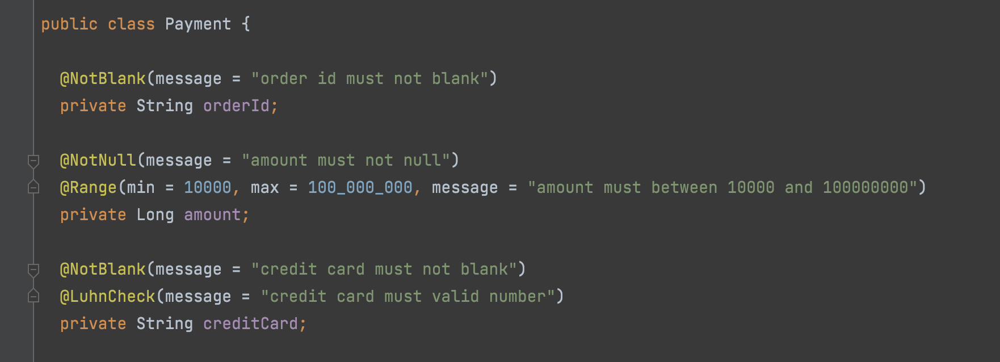 public class Payment {
@NotBlank(message = "order id must not blank")
private String orderId;
@NotNull(message = "amount must not null")
@Range(min = 10000, max = 100_000_000, message = "amount must between 10000 and 100000000")
private Long amount;
@NotBlank(message = "credit card must not blank")
@LuhnCheck(message = "credit card must valid number")
private String creditCard;